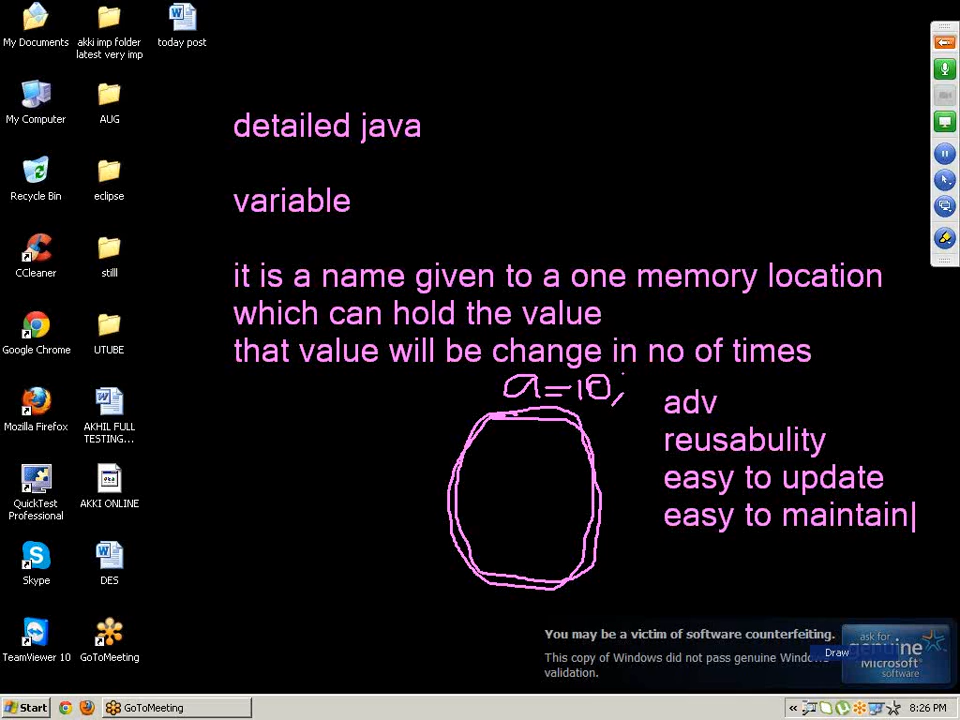 My Documents
akki imp folder
latest very imp
today post
My Computer
AUG
Recycle Bin
eclipse
CCleaner
stilll
Google Chrome
UTUBE
Mozilla Firefox
AKHIL FULL
TESTING...
QuickTest
Professional
AKKI ONLINE
Skype
DES
TeamViewer 10
GoToMeeting
detailed java
variable
it is a name given to a one memory location
which can hold the value
that value will be change in no of times
a=10;
adv
reusabulity
easy to update
easy to maintain
You may be a victim of software counterfeiting.
This copy of Windows did not pass genuine Windows
validation.
Draw
ask for
genuine
Microsoft
software
Start
GoToMeeting
8:26 PM